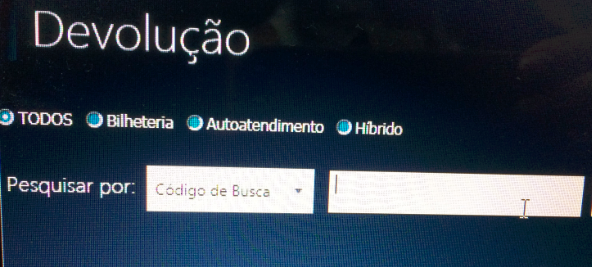 Devolução
TODOS Bilheteria Autoatendimento Híbrido
Pesquisar por: Código de Busca